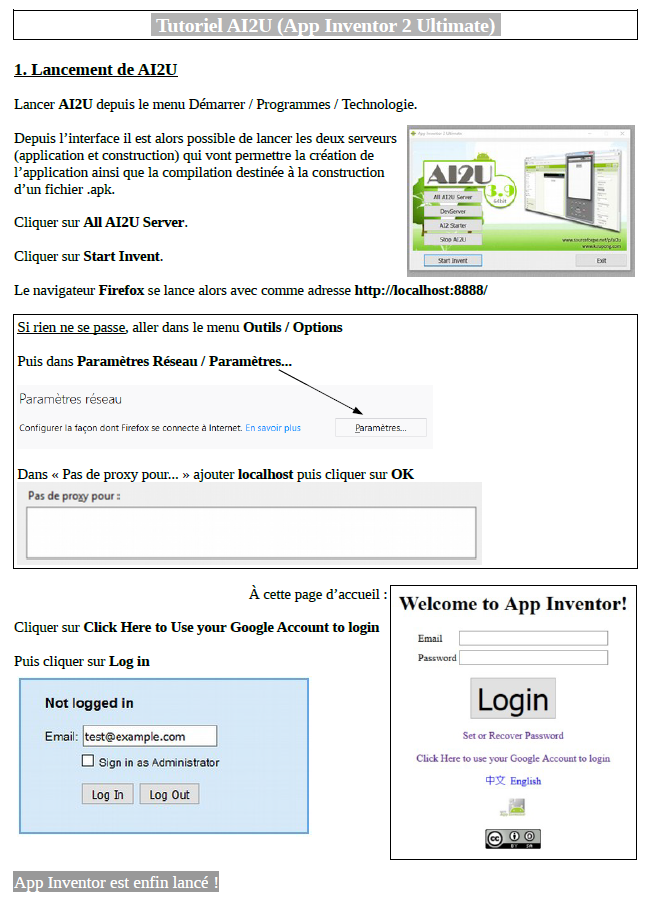 Tutoriel AI2U (App Inventor 2 Ultimate)
1. Lancement de AI2U
Lancer AI2U depuis le menu Démarrer / Programmes / Technologie.
Depuis l'interface il est alors possible de lancer les deux serveurs
(application et construction) qui vont permettre la création de
l'application ainsi que la compilation destinée à la construction
d'un fichier .apk.
Cliquer sur All AI2U Server.
Cliquer sur Start Invent.
App Inventor 2 Ultimate
AI2U
3.9
64bit
All AI2U Server
DevServer
AI2 Starter
Stop AI2U
Start Invent
Exit
Le navigateur Firefox se lance alors avec comme adresse http://localhost:8888/
Si rien ne se passe, aller dans le menu Outils / Options
Puis dans Paramètres Réseau / Paramètres...
Paramètres réseau
Configurer la façon dont Firefox se connecte à Internet. En savoir plus
Paramètres...
Dans « Pas de proxy pour... » ajouter localhost puis cliquer sur OK
Pas de proxy pour :
À cette page d'accueil :
Cliquer sur Click Here to Use your Google Account to login
Puis cliquer sur Log in
Not logged in
Email: test@example.com
Sign in as Administrator
Log In Log Out
Welcome to App Inventor!
Email
Password
Login
Set or Recover Password
Click Here to use your Google Account to login
中文 English
BY SA
App Inventor est enfin lancé !